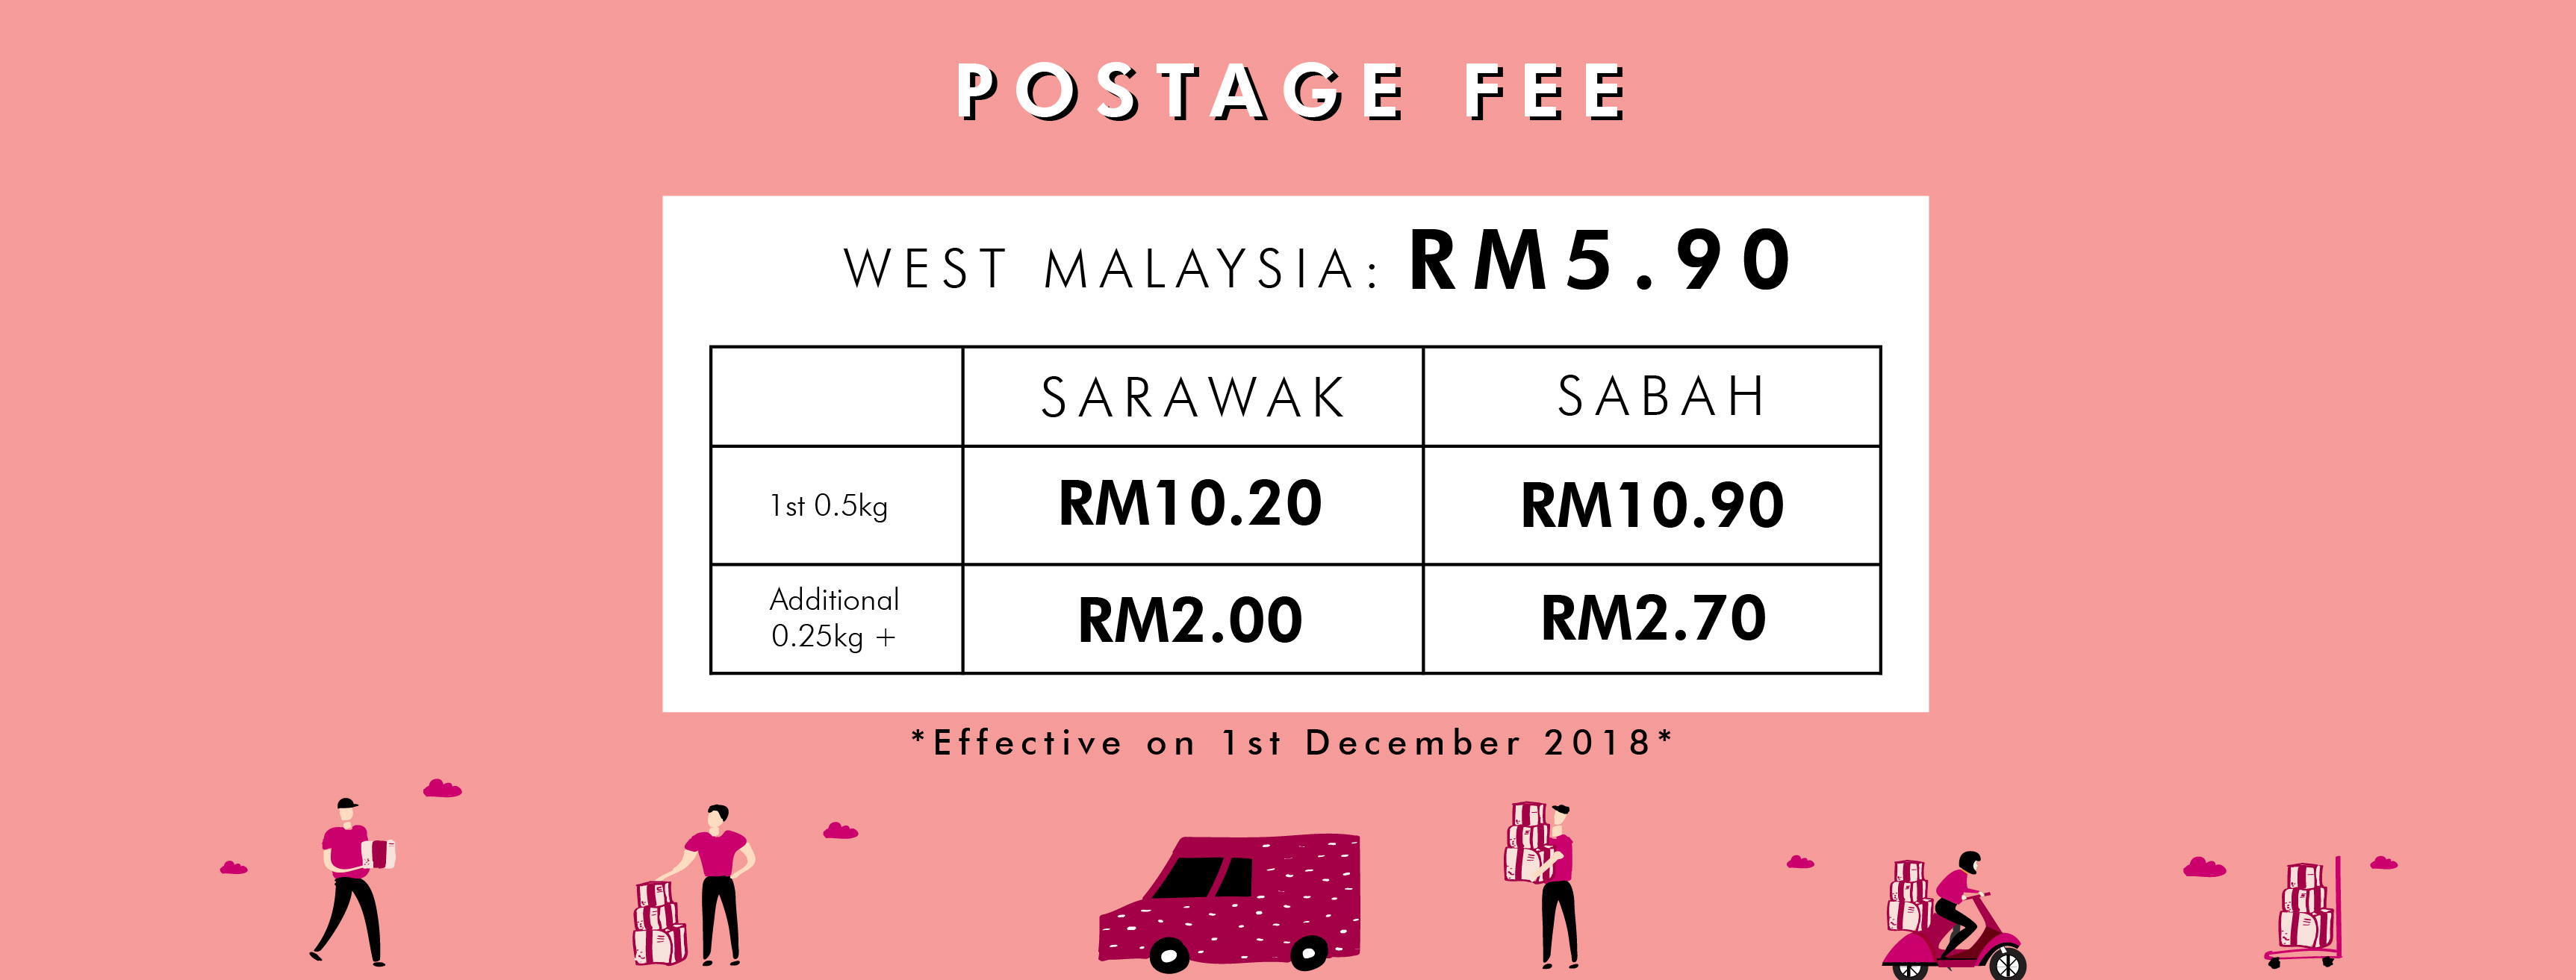 POSTAGE FEE
WEST MALAYSIA: RM5.90
SARAWAK SABAH
1st 0.5kg RM10.20 RM10.90
Additional
0.25kg + RM2.00 RM2.70
*Effective on 1st December 2018*